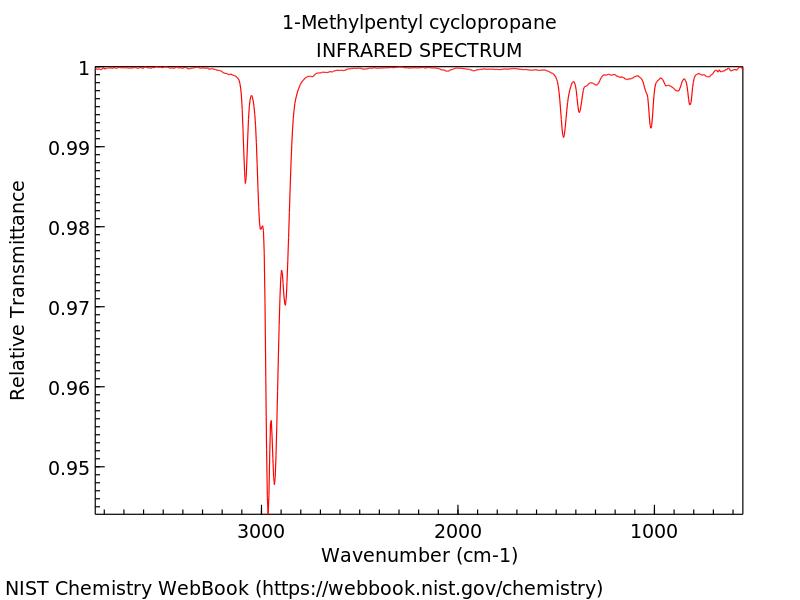 1-Methylpentyl cyclopropane
INFRARED SPECTRUM
1
0.99
0.98
0.97
0.96
0.95
Relative Transmittance
3000 2000 1000
Wavenumber (cm-1)
NIST Chemistry WebBook (https://webbook.nist.gov/chemistry)